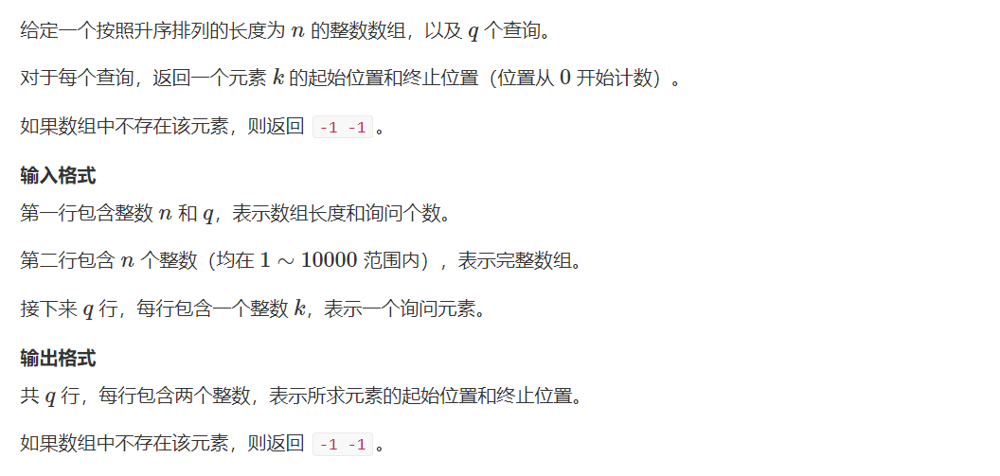 给定一个按照升序排列的长度为 n 的整数数组，以及 q 个查询。
对于每个查询，返回一个元素 k 的起始位置和终止位置（位置从 0 开始计数）。
如果数组中不存在该元素，则返回 -1 -1。
输入格式
第一行包含整数 n 和 q，表示数组长度和询问个数。
第二行包含 n 个整数（均在 1 ∼ 10000 范围内），表示完整数组。
接下来 q 行，每行包含一个整数 k，表示一个询问元素。
输出格式
共 q 行，每行包含两个整数，表示所求元素的起始位置和终止位置。
如果数组中不存在该元素，则返回 -1 -1。